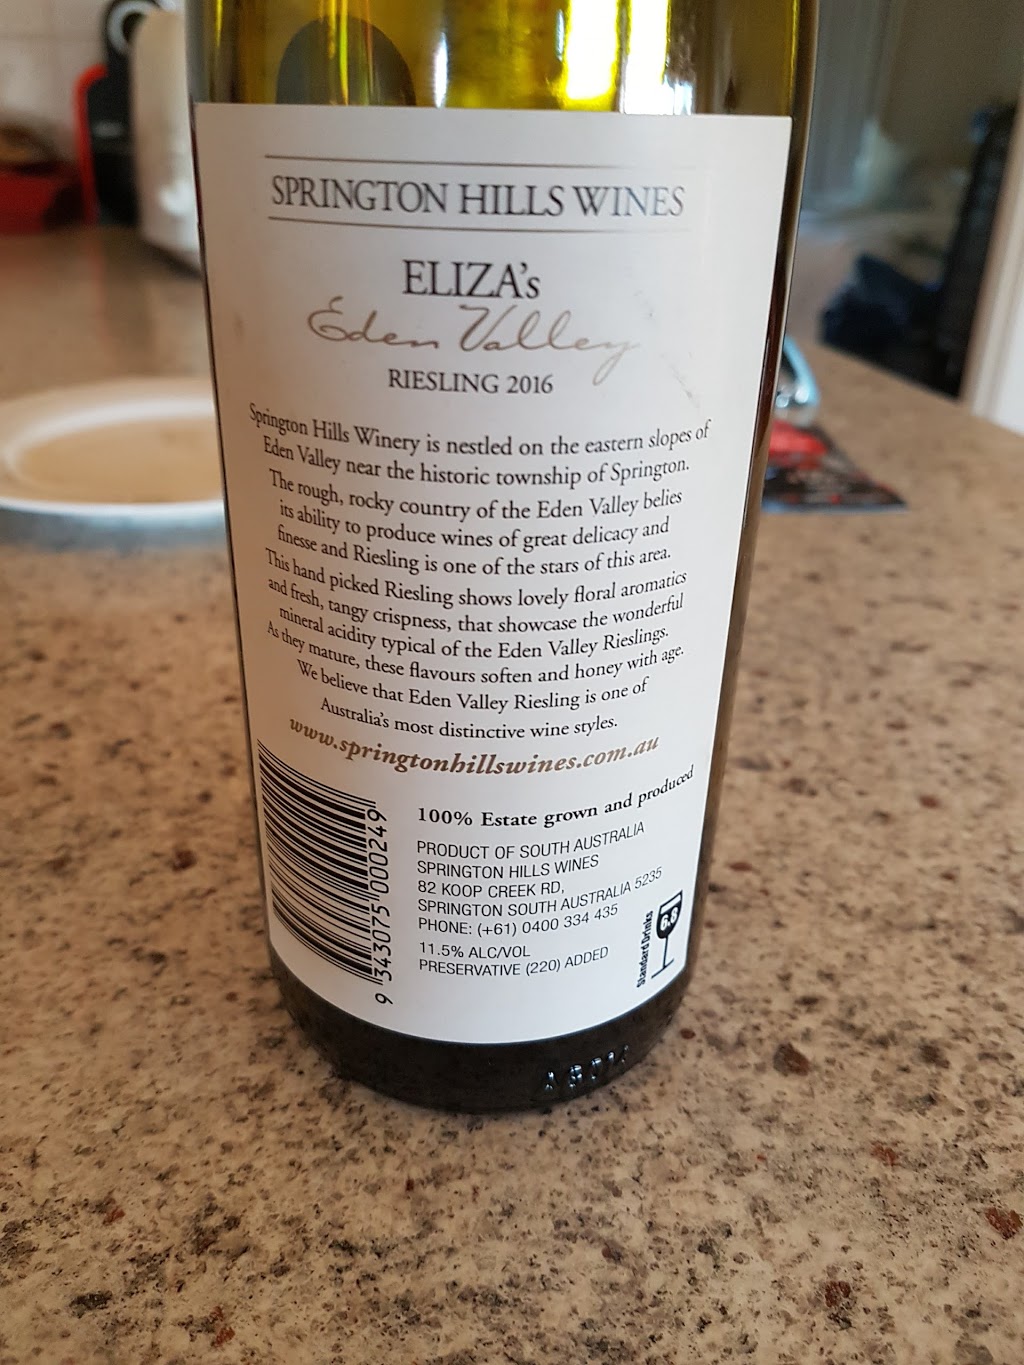 SPRINGTON HILLS WINES
ELIZA's
Eden Valley
RIESLING 2016
Springton Hills Winery is nestled on the eastern slopes of
Eden Valley near the historic township of Springton.
The rough, rocky country of the Eden Valley belies
its ability to produce wines of great delicacy and
finesse and Riesling is one of the stars of this area.
This hand picked Riesling shows lovely floral aromatics
and fresh, tangy crispness, that showcase the wonderful
mineral acidity typical of the Eden Valley Rieslings.
As they mature, these flavours soften and honey with age.
We believe that Eden Valley Riesling is one of
Australia's most distinctive wine styles.
www.springtonhillswines.com.au
100% Estate grown and produced
PRODUCT OF SOUTH AUSTRALIA
SPRINGTON HILLS WINES
82 KOOP CREEK RD,
SPRINGTON SOUTH AUSTRALIA 5235
PHONE: (+61) 0400 334 435
11.5% ALC/VOL
PRESERVATIVE (220) ADDED
9 343075 000249
Standard Drinks
6.8